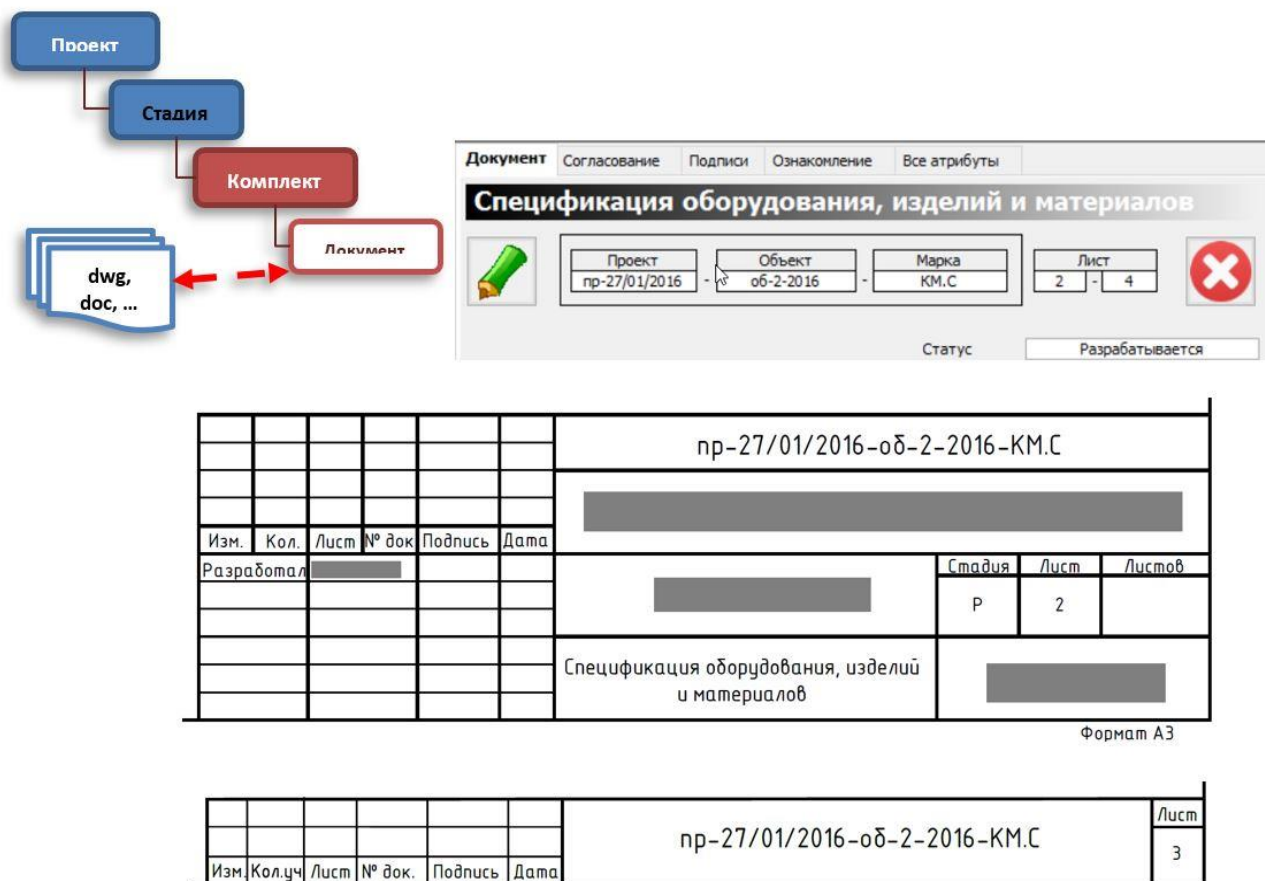 Проект
Стадия
Комплект
Документ
dwg,
doc, ...
Документ Согласование Подписи Ознакомление Все атрибуты
Спецификация оборудования, изделий и материалов
Проект Объект Марка Лист
пр-27/01/2016 - об-2-2016 - КМ.С 2 - 4
Статус Разрабатывается
пр-27/01/2016-об-2-2016-КМ.С
Изм. Кол. Лист № док Подпись Дата
Разработал
Стадия Лист Листов
Р 2
Спецификация оборудования, изделий
и материалов
Формат А3
Лист
пр-27/01/2016-об-2-2016-КМ.С
3
Изм. Кол.уч Лист № док. Подпись Дата